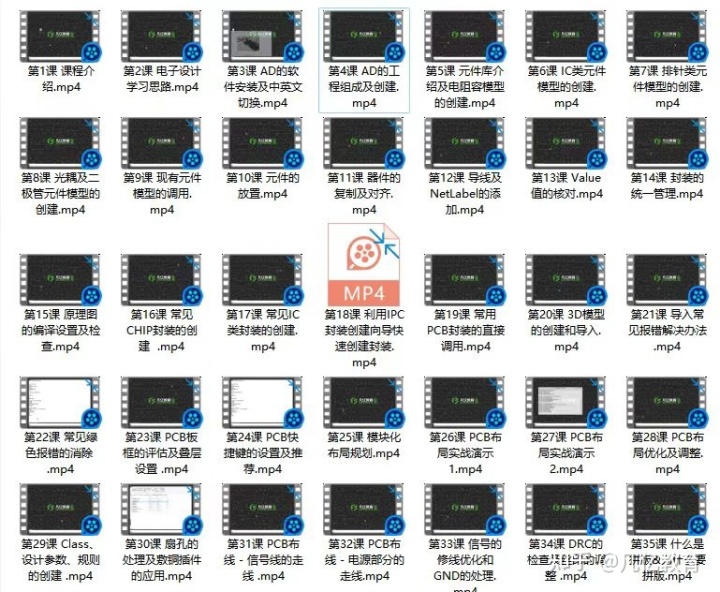 第1课 课程介
绍.mp4
第2课 电子设计
学习思路.mp4
第3课 AD的软
件安装及中英文
切换.mp4
第4课 AD的工
程组成及创建.
mp4
第5课 元件库介
绍及电阻容模型
的创建.mp4
第6课 IC类元件
模型的创建.
mp4
第7课 排针类元
件模型的创建.
mp4
第8课 光耦及二
极管元件模型的
创建.mp4
第9课 现有元件
模型的调用.
mp4
第10课 元件的
放置.mp4
第11课 器件的
复制及对齐.
mp4
第12课 导线及
NetLabel的添
加.mp4
第13课 Value
值的核对.mp4
第14课 封装的
统一管理.mp4
第15课 原理图
的编译设置及检
查.mp4
第16课 常见
CHIP封装的创
建 .mp4
第17课 常见IC
类封装的创建.
mp4
MP4
第18课 利用IPC
封装创建向导快
速创建封装.
mp4
第19课 常用
PCB封装的直接
调用.mp4
第20课 3D模型
的创建和导入.
mp4
第21课 导入常
见报错解决办法
.mp4
第22课 常见绿
色报错的消除
.mp4
第23课 PCB板
框的评估及叠层
设置 .mp4
第24课 PCB快
捷键的设置及推
荐.mp4
第25课 模块化
布局规划.mp4
第26课 PCB布
局实战演示
1.mp4
第27课 PCB布
局实战演示
2.mp4
第28课 PCB布
局优化及调整.
mp4
第29课 Class、
设计参数、规则
的创建 .mp4
第30课 扇孔的
处理及敷铜插件
的应用.mp4
第31课 PCB布
线 - 信号线的走
线 .mp4
第32课 PCB布
线 - 电源部分的
走线.mp4
第33课 信号的
修线优化和
GND的处理.
mp4
第34课 DRC的
检查
整 .mp4
第35课 什么是
拼版
拼版.mp4
知乎 @凡亿教育